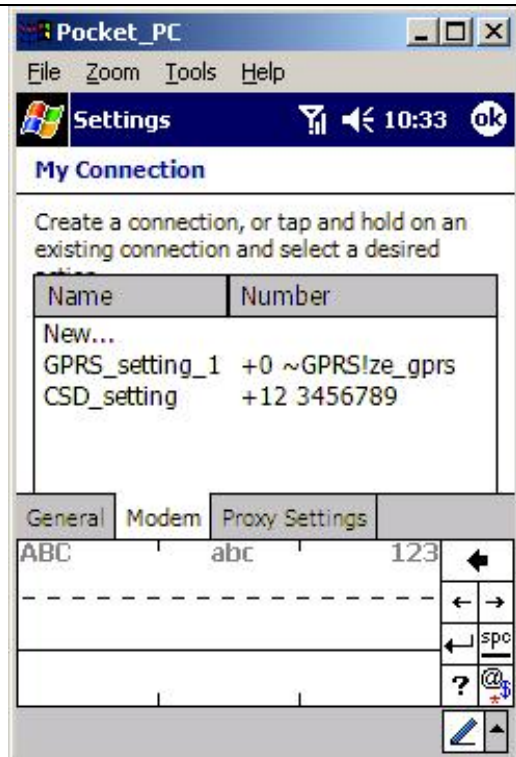 Pocket_PC
File Zoom Tools Help
Settings 10:33 ok
My Connection
Create a connection, or tap and hold on an
existing connection and select a desired
Name Number
New...
GPRS_setting_1 +0 ~GPRS!ze_gprs
CSD_setting +12 3456789
General Modem Proxy Settings
ABC abc 123
spc
? @*$